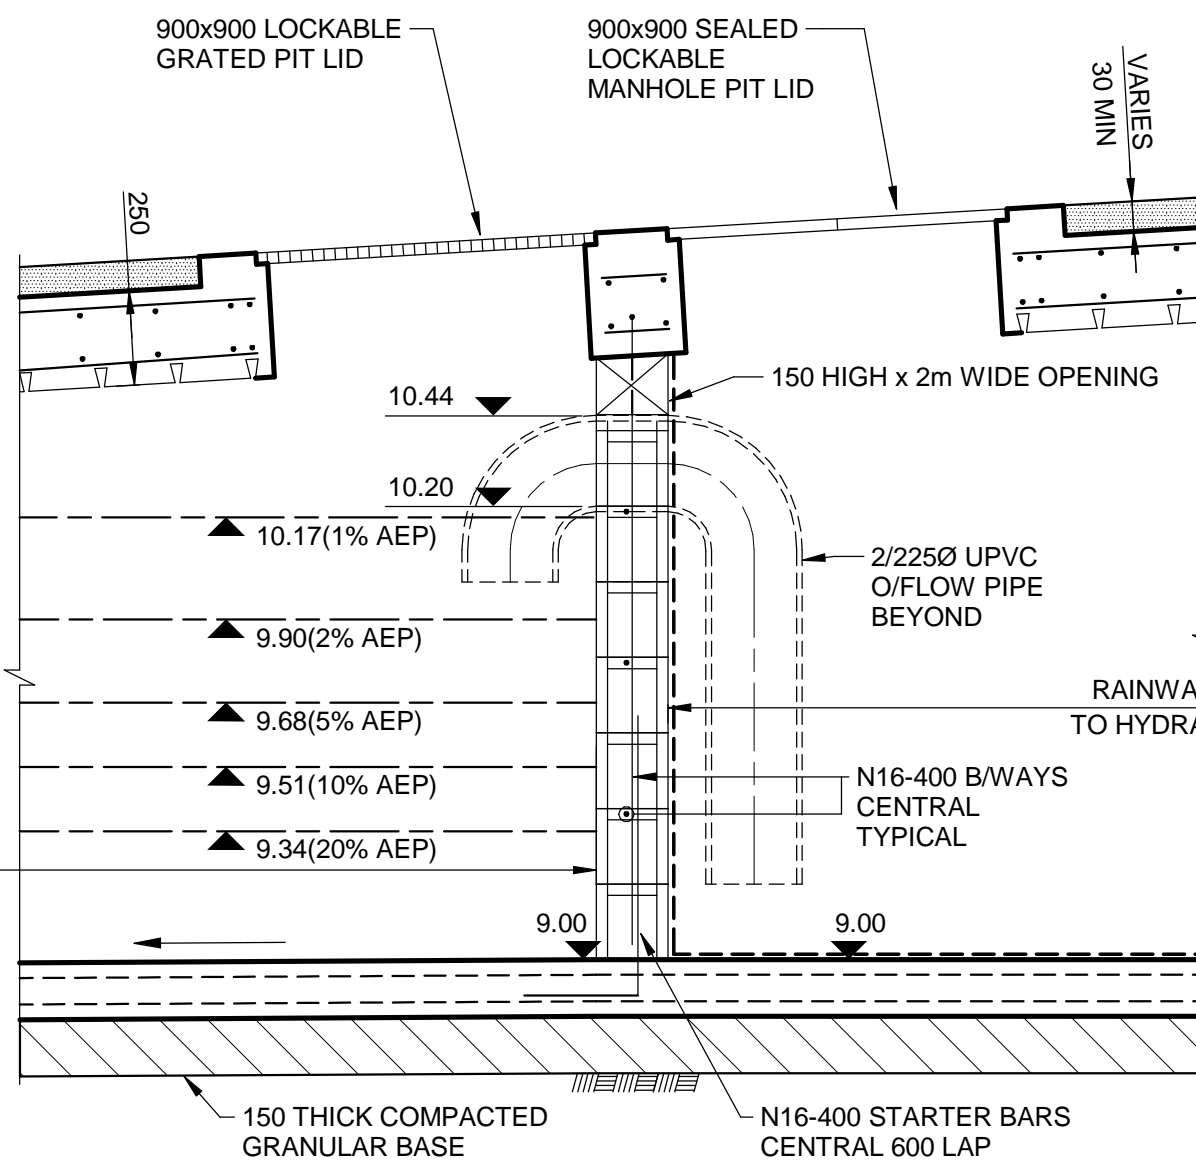 900x900 LOCKABLE
GRATED PIT LID
900x900 SEALED
LOCKABLE
MANHOLE PIT LID
VARIES
30 MIN
250
150 HIGH x 2m WIDE OPENING
10.44
10.20
10.17(1% AEP)
2/225Ø UPVC
O/FLOW PIPE
BEYOND
9.90(2% AEP)
9.68(5% AEP)
RAINWA
TO HYDRA
9.51(10% AEP)
N16-400 B/WAYS
CENTRAL
TYPICAL
9.34(20% AEP)
9.00
9.00
150 THICK COMPACTED
GRANULAR BASE
N16-400 STARTER BARS
CENTRAL 600 LAP